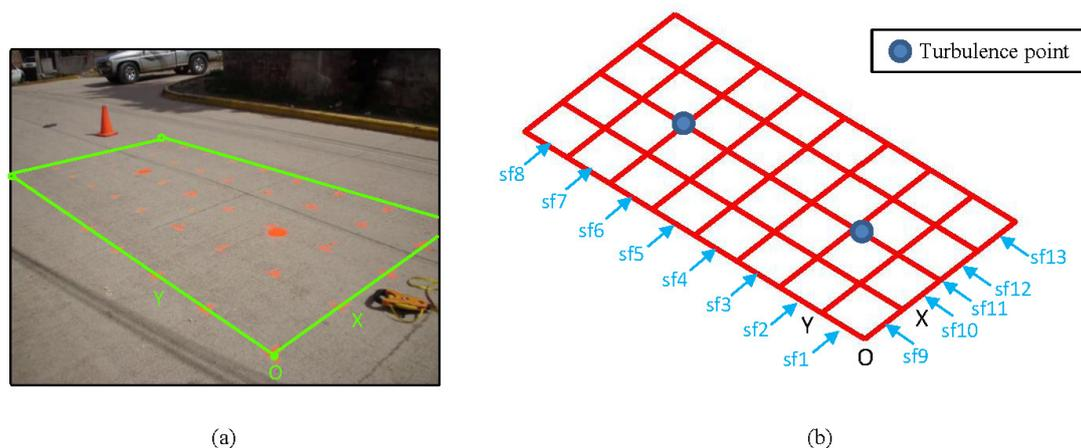 Y
X
O
Turbulence point
sf8
sf7
sf6
sf5
sf4
sf3
sf2
sf1
Y
O
X
sf9
sf10
sf11
sf12
sf13
(a)
(b)